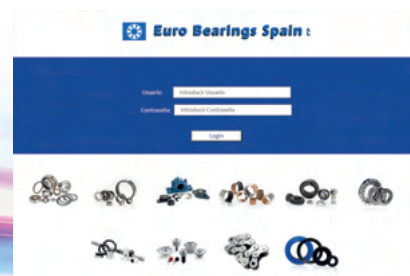 Euro Bearings Spain
Usuario
Introducir Usuario
Contraseña
Introducir Contraseña
Login